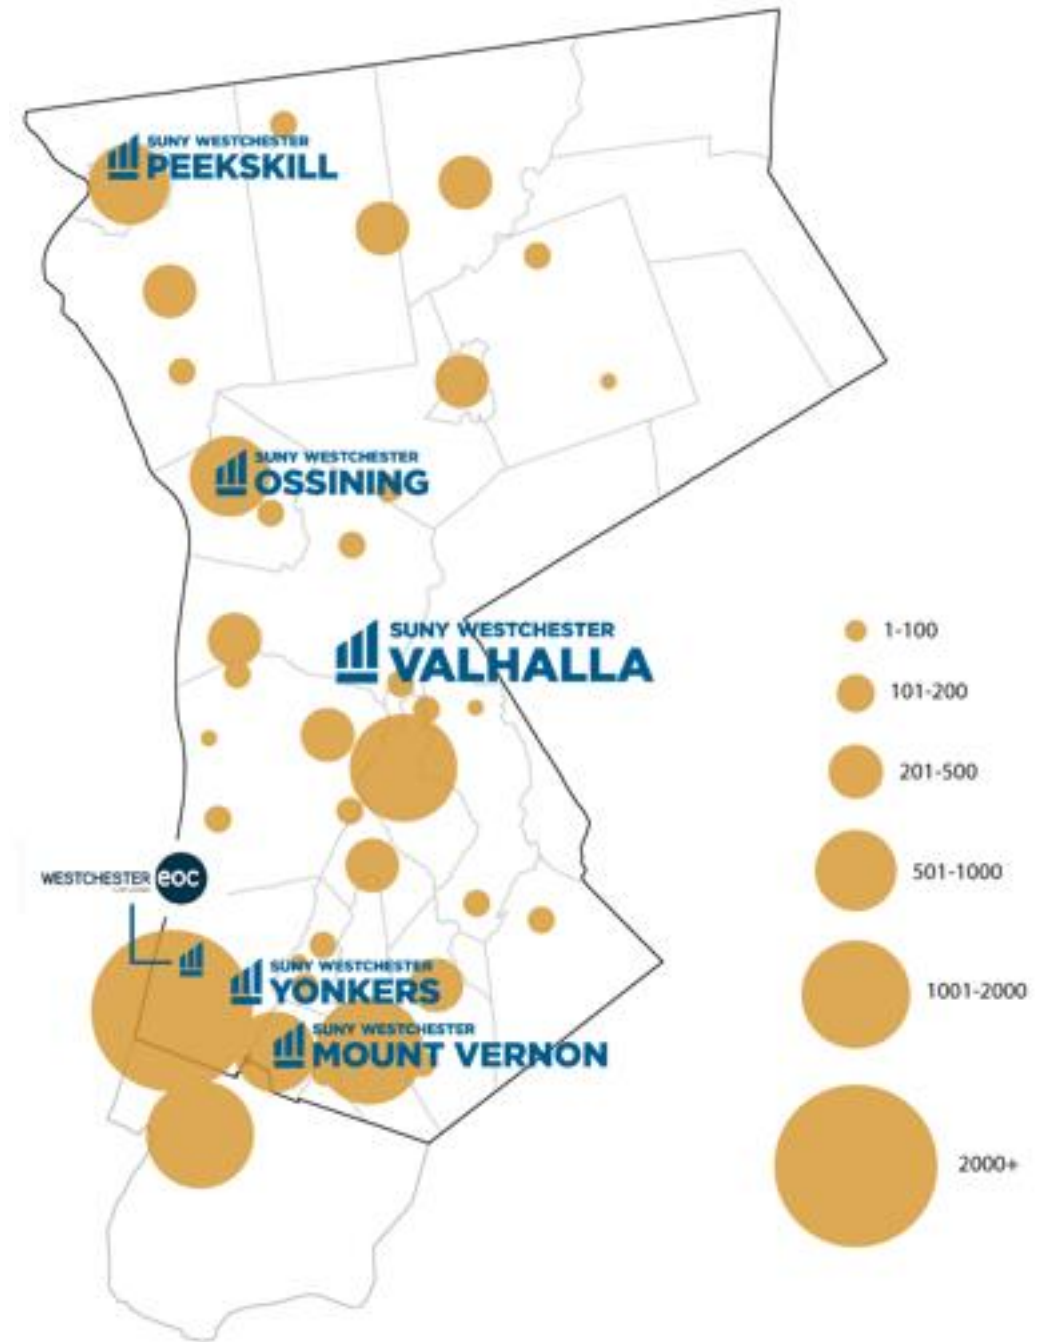 SUNY WESTCHESTER
PEEKSKILL
SUNY WESTCHESTER
OSSINING
SUNY WESTCHESTER
VALHALLA
1-100
101-200
201-500
501-1000
1001-2000
2000+
WESTCHESTER eoc
SUNY WESTCHESTER
YONKERS
SUNY WESTCHESTER
MOUNT VERNON